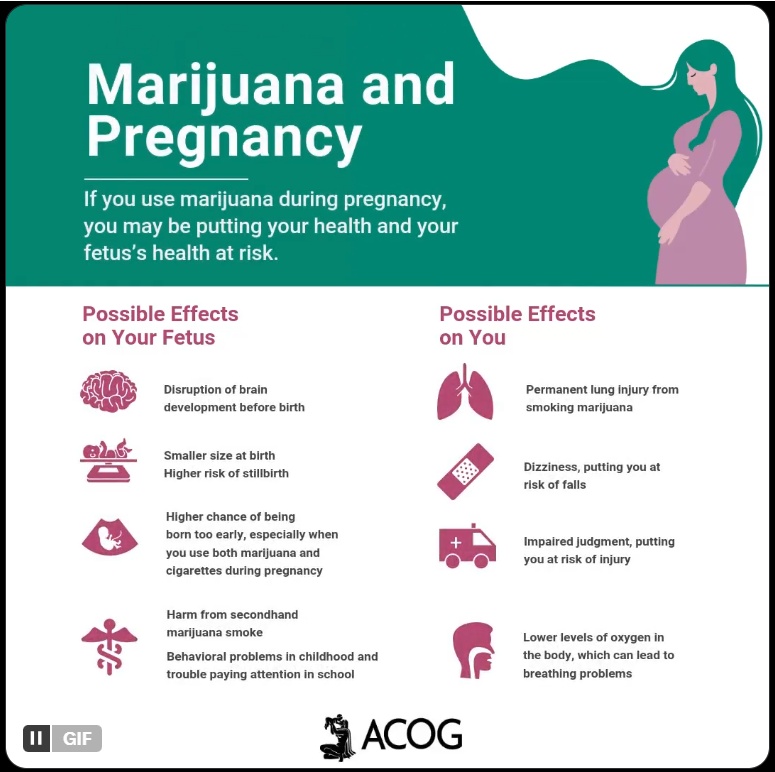 Marijuana and
Pregnancy
If you use marijuana during pregnancy,
you may be putting your health and your
fetus’s health at risk.
Possible Effects
on Your Fetus
Disruption of brain
development before birth
Smaller size at birth
Higher risk of stillbirth
Higher chance of being
born too early, especially when
you use both marijuana and
cigarettes during pregnancy
Harm from secondhand
marijuana smoke
Behavioral problems in childhood and
trouble paying attention in school
Possible Effects
on You
Permanent lung injury from
smoking marijuana
Dizziness, putting you at
risk of falls
Impaired judgment, putting
you at risk of injury
Lower levels of oxygen in
the body, which can lead to
breathing problems
GIF
ACOG